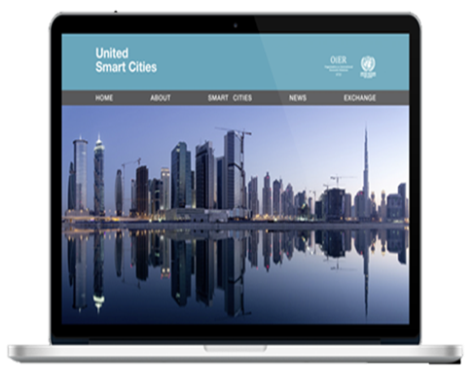 United
Smart Cities
OiER
HOME ABOUT SMART CITIES NEWS EXCHANGE